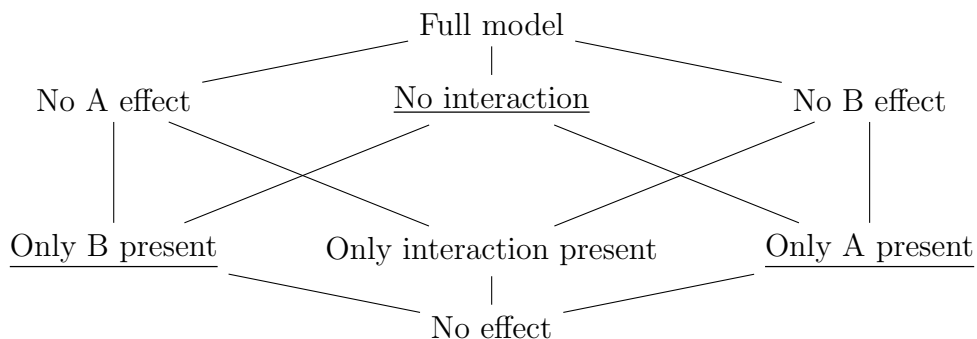 Full model
No A effect No interaction No B effect
Only B present Only interaction present Only A present
No effect